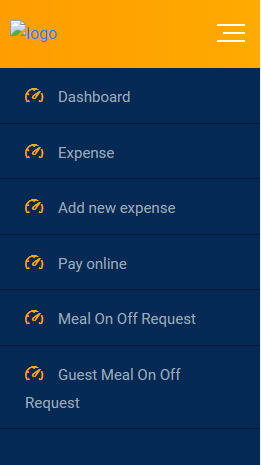 logo
Dashboard
Expense
Add new expense
Pay online
Meal On Off Request
Guest Meal On Off
Request